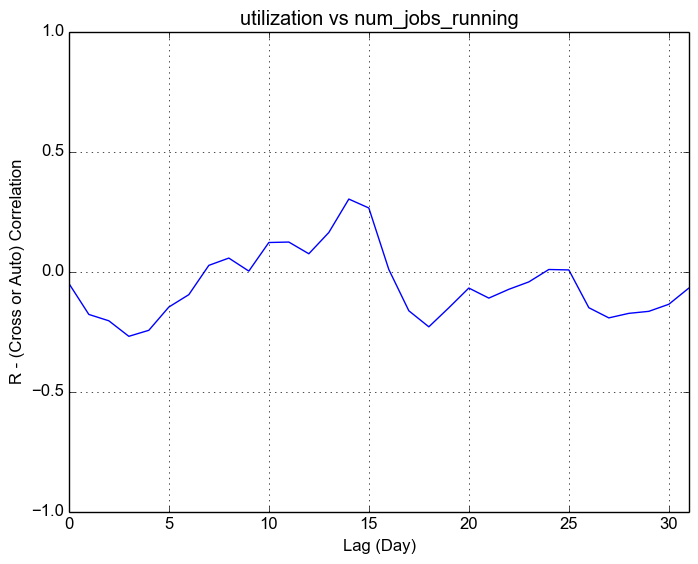 utilization vs num_jobs_running
1.0
0.5
0.0
−0.5
−1.0
R - (Cross or Auto) Correlation
0 5 10 15 20 25 30
Lag (Day)